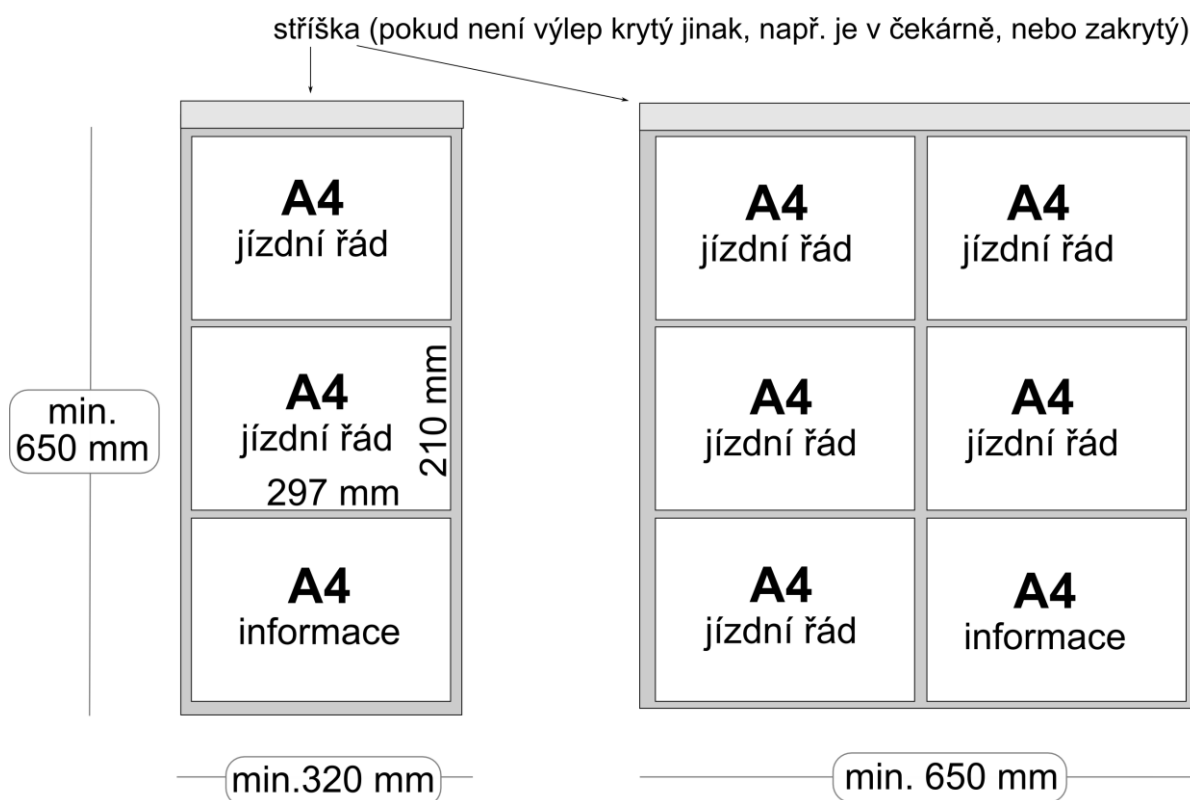 stříška (pokud není výlep krytý jinak, např. je v čekárně, nebo zakrytý)
A4
jízdní řád
A4
jízdní řád
297 mm
210 mm
A4
informace
min.
650 mm
min.320 mm
A4
jízdní řád
A4
jízdní řád
A4
jízdní řád
A4
jízdní řád
A4
jízdní řád
A4
informace
min. 650 mm